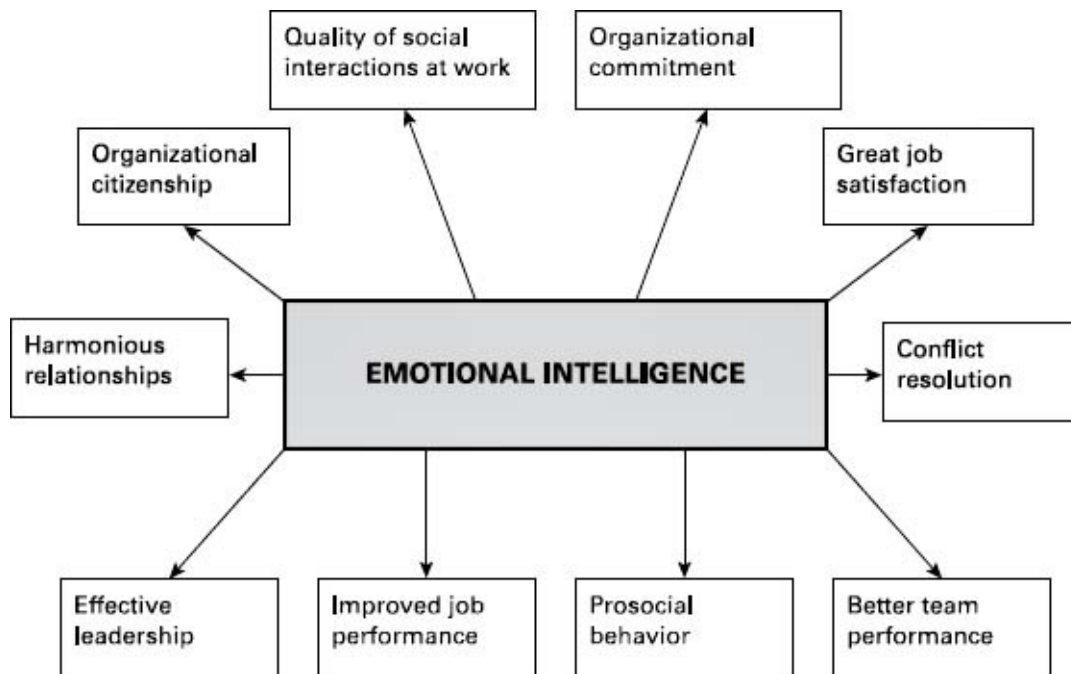 Quality of social
interactions at work
Organizational
commitment
Organizational
citizenship
Great job
satisfaction
Harmonious
relationships
EMOTIONAL INTELLIGENCE
Conflict
resolution
Effective
leadership
Improved job
performance
Prosocial
behavior
Better team
performance